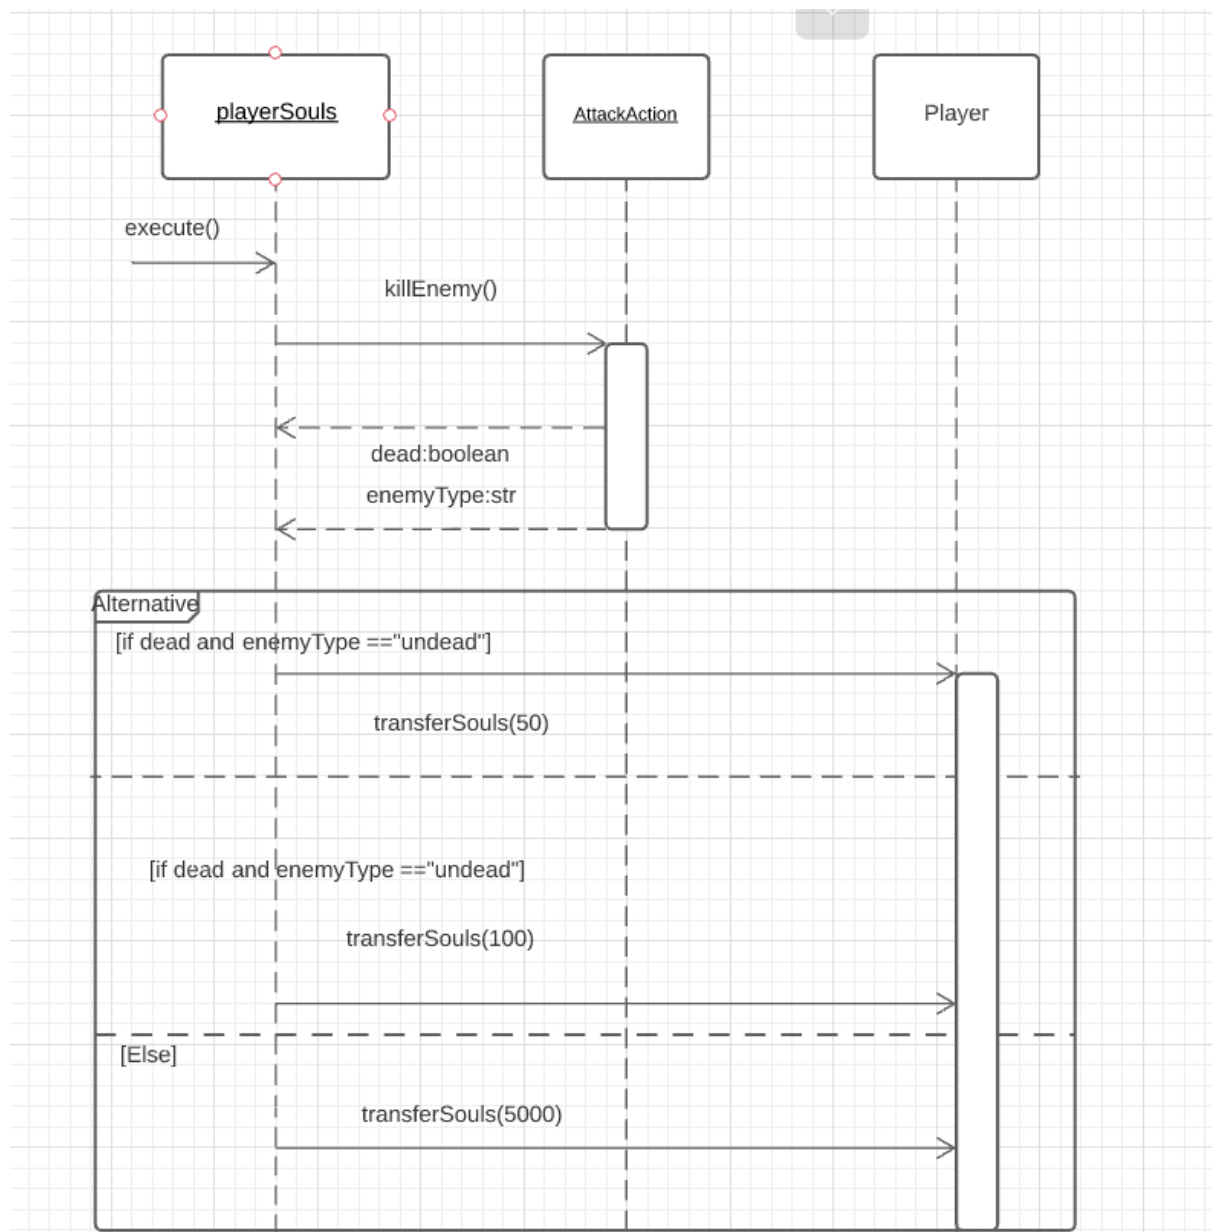 playerSouls
AttackAction
Player
execute()
killEnemy()
dead:boolean
enemyType:str
Alternative
[if dead and enemyType =="undead"]
transferSouls(50)
[if dead and enemyType =="undead"]
transferSouls(100)
[Else]
transferSouls(5000)